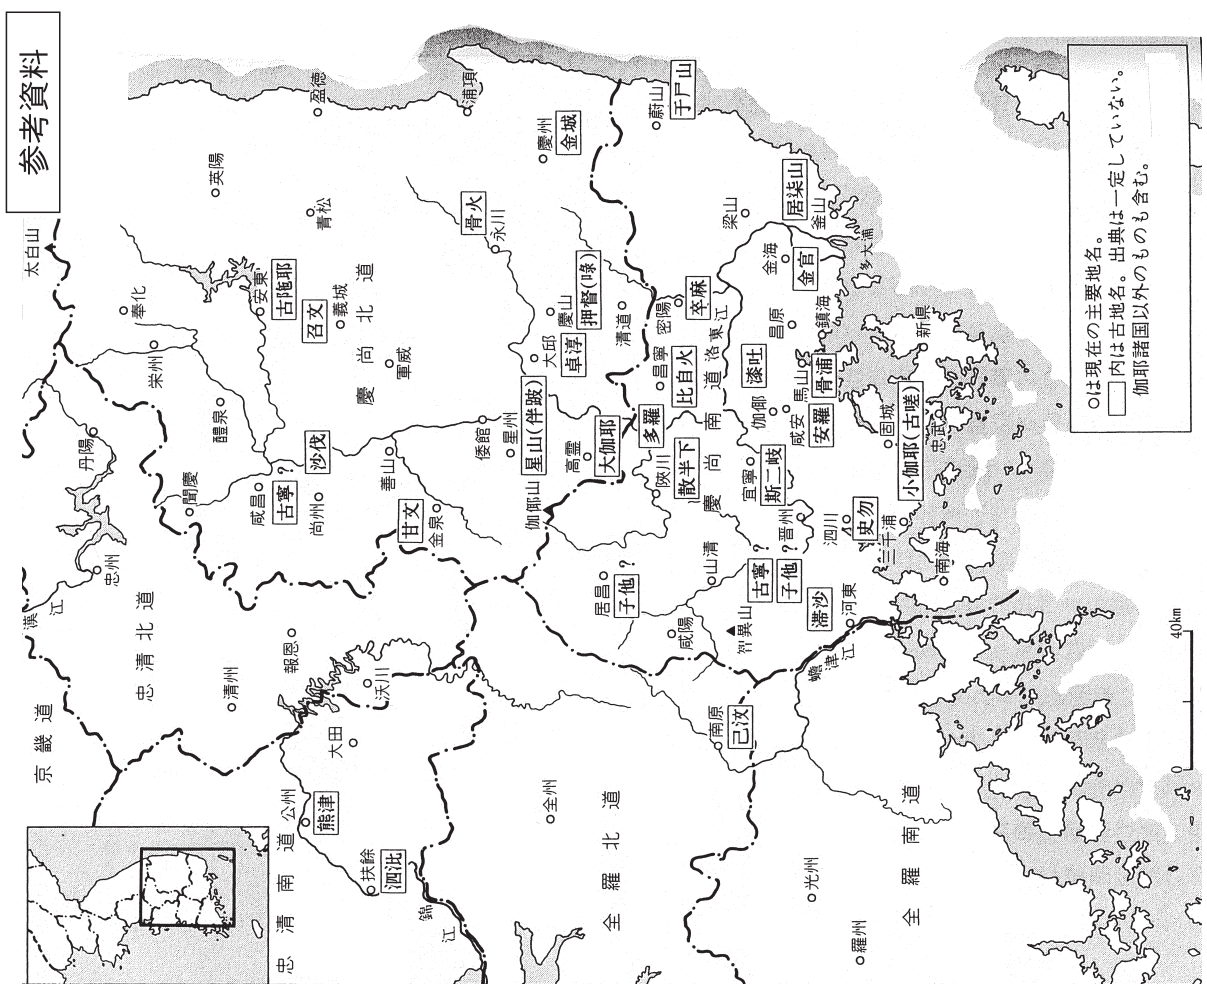 参考資料
太白山
英陽
盈徳
浦項
慶州
金城
蔚山
于尸山
青松
骨火
永川
梁山
居柒山
釜山
多大浦
金海
金官
安東
古陁耶
召文
義城
奉化
栄州
慶尚北道
軍威
慶山
押督(喙)
大邱
卓淳
清道
密陽
卒麻
洛東江
昌原
鎮海
新県
昌寧
比自火
漆吐
馬山
骨浦
醴泉
丹陽
沙伐
倭館
星州
星山(伴跛)
高霊
大伽耶
多羅
慶尚南道
伽耶
咸安
安羅
固城
小伽耶(古嗟)
忠武
聞慶
咸昌
古寧?
尚州
善山
甘文
金泉
伽耶山
陜川
散半下
宜寧
斯二岐
晋州
泗川
史勿
三千浦
南海
忠州
漢江
忠清北道
居昌
子他?
山清
古寧?
子他?
咸陽
智異山
滞沙
河東
蟾津江
報恩
清州
沃川
大田
南原
己汶
京畿道
公州
熊津
扶餘
泗沘
錦江
忠清南道
全州
全羅北道
光州
羅州
全羅南道
○は現在の主要地名。
□内は古地名。出典は一定していない。
伽耶諸国以外のものも含む。
0 40km